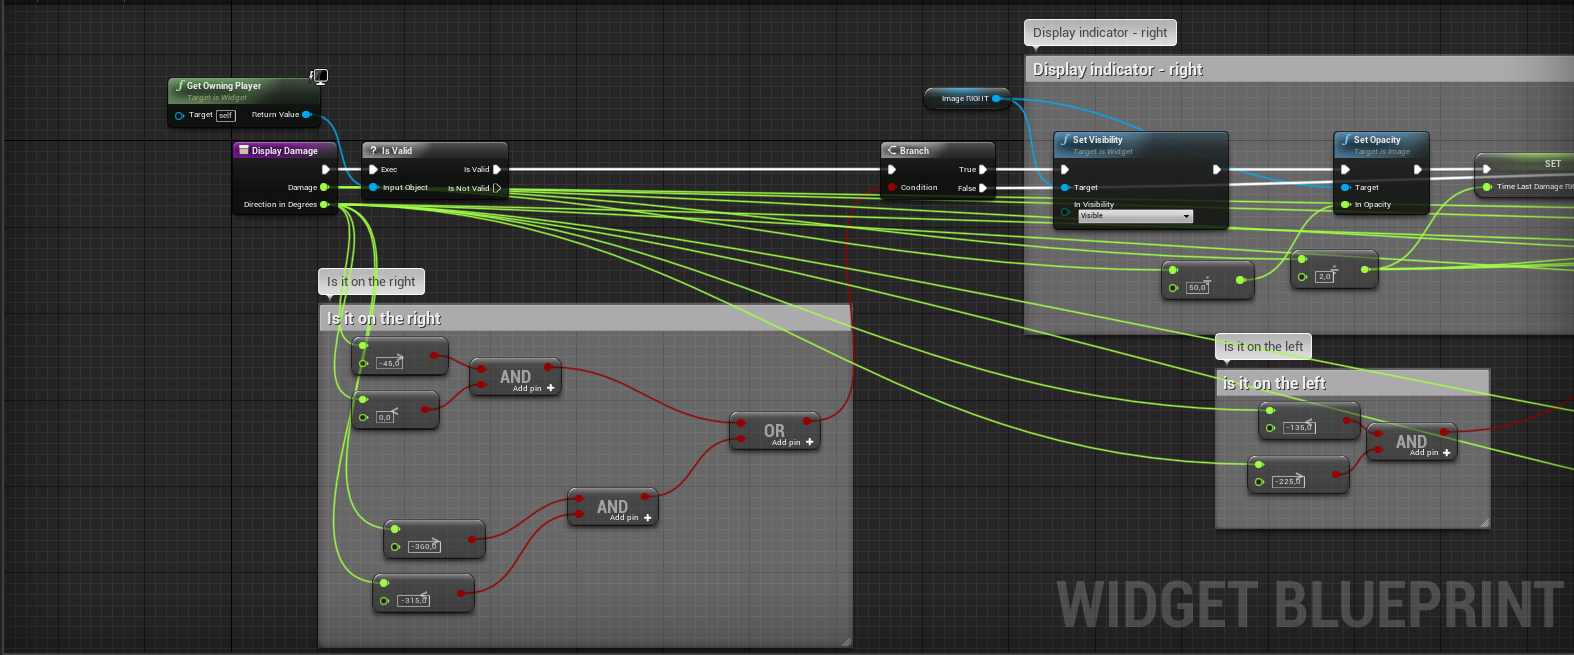 Display indicator - right
Display indicator - right
Get Owning Player
Target is Widget
Target self Return Value
Display Damage
Damage
Direction in Degrees
? Is Valid
Exec Is Valid
Input Object Is Not Valid
Branch
True
Condition False
Image RIGHT
Set Visibility
Target is Widget
Target
In Visibility
Visible
Set Opacity
Target is Image
Target
In Opacity
SET
Time Last Damage RIG
50,0 ÷
2,0 ÷
Is it on the right
Is it on the right
-45,0 >
0,0 <
AND
Add pin +
OR
Add pin +
AND
Add pin +
-360,0 >
-315,0 <
is it on the left
is it on the left
-135,0 <
-225,0 >
AND
Add pin +
WIDGET BLUEPRINT